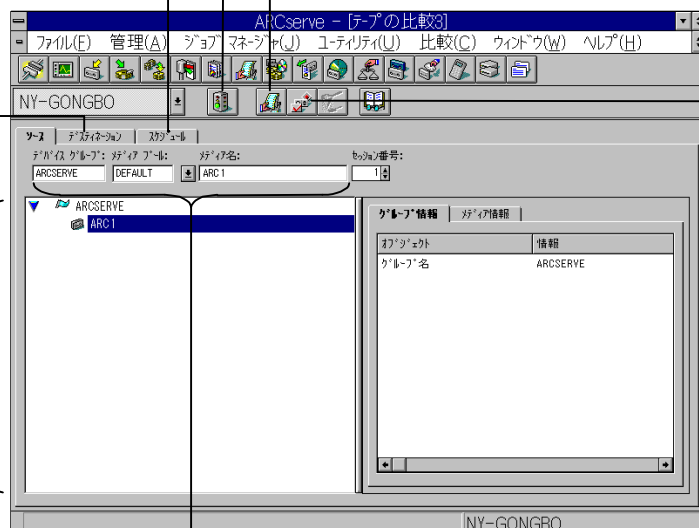 ARCserve - [ﾃｰﾌﾟの比較3]
ﾌｧｲﾙ(F) 管理(A) ｼﾞｮﾌﾞ ﾏﾈｰｼﾞｬ(J) ﾕｰﾃｨﾘﾃｨ(U) 比較(C) ｳｨﾝﾄﾞｳ(W) ﾍﾙﾌﾟ(H)
NY-GONGBO
ｿｰｽ ﾃﾞｽﾃｨﾈｰｼｮﾝ ｽｹｼﾞｭｰﾙ
ﾃﾞﾊﾞｲｽ ｸﾞﾙｰﾌﾟ: ﾒﾃﾞｨｱ ﾌﾟｰﾙ: ﾒﾃﾞｨｱ名: ｾｯｼｮﾝ番号:
ARCSERVE DEFAULT ARC1 1
ARCSERVE
ARC1
ｸﾞﾙｰﾌﾟ情報 ﾒﾃﾞｨｱ情報
ｵﾌﾞｼﾞｪｸﾄ 情報
ｸﾞﾙｰﾌﾟ名 ARCSERVE
NY-GONGBO